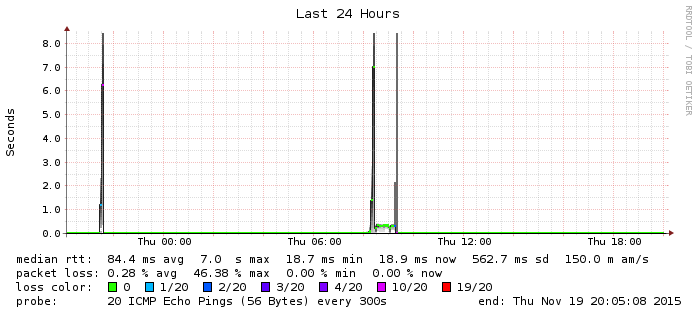 Last 24 Hours
RRDTOOL / TOBI OETIKER
Seconds
8.0
7.0
6.0
5.0
4.0
3.0
2.0
1.0
0.0
Thu 00:00 Thu 06:00 Thu 12:00 Thu 18:00
median rtt: 84.4 ms avg 7.0 s max 18.7 ms min 18.9 ms now 562.7 ms sd 150.0 m am/s
packet loss: 0.28 % avg 46.38 % max 0.00 % min 0.00 % now
loss color: 0 1/20 2/20 3/20 4/20 10/20 19/20
probe: 20 ICMP Echo Pings (56 Bytes) every 300s end: Thu Nov 19 20:05:08 2015